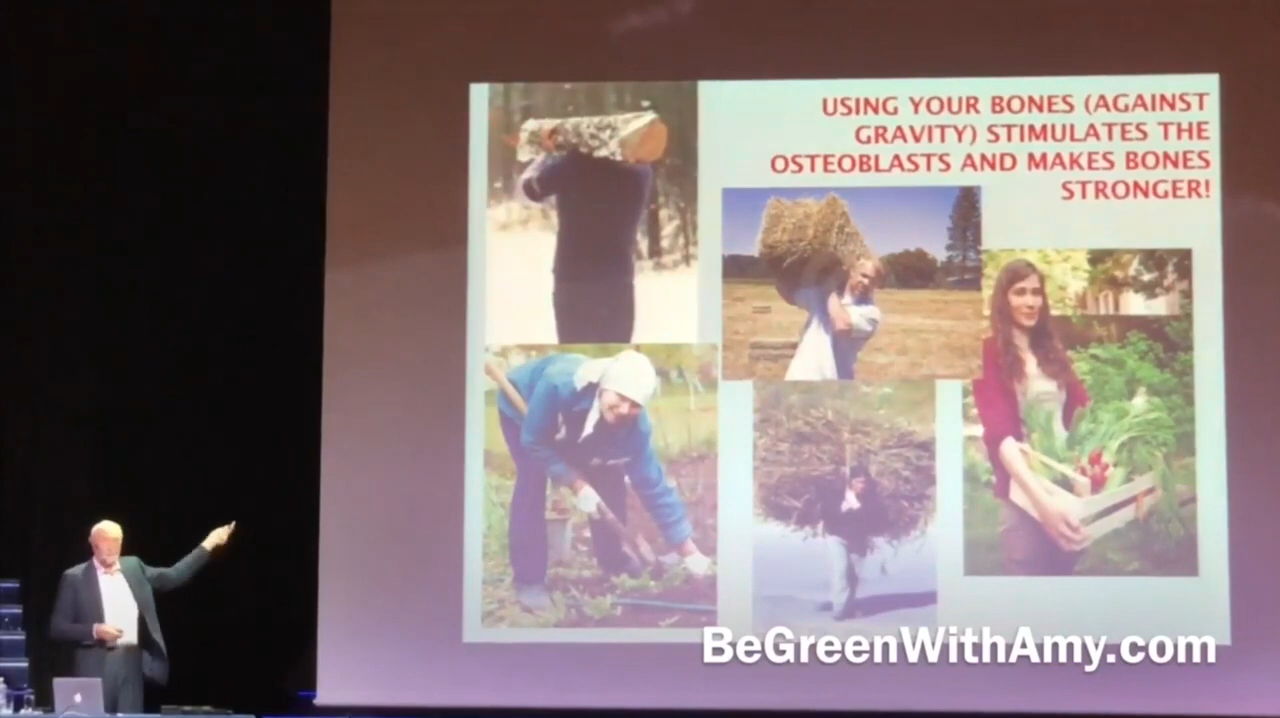 USING YOUR BONES (AGAINST
GRAVITY) STIMULATES THE
OSTEOBLASTS AND MAKES BONES
STRONGER!
BeGreenWithAmy.com